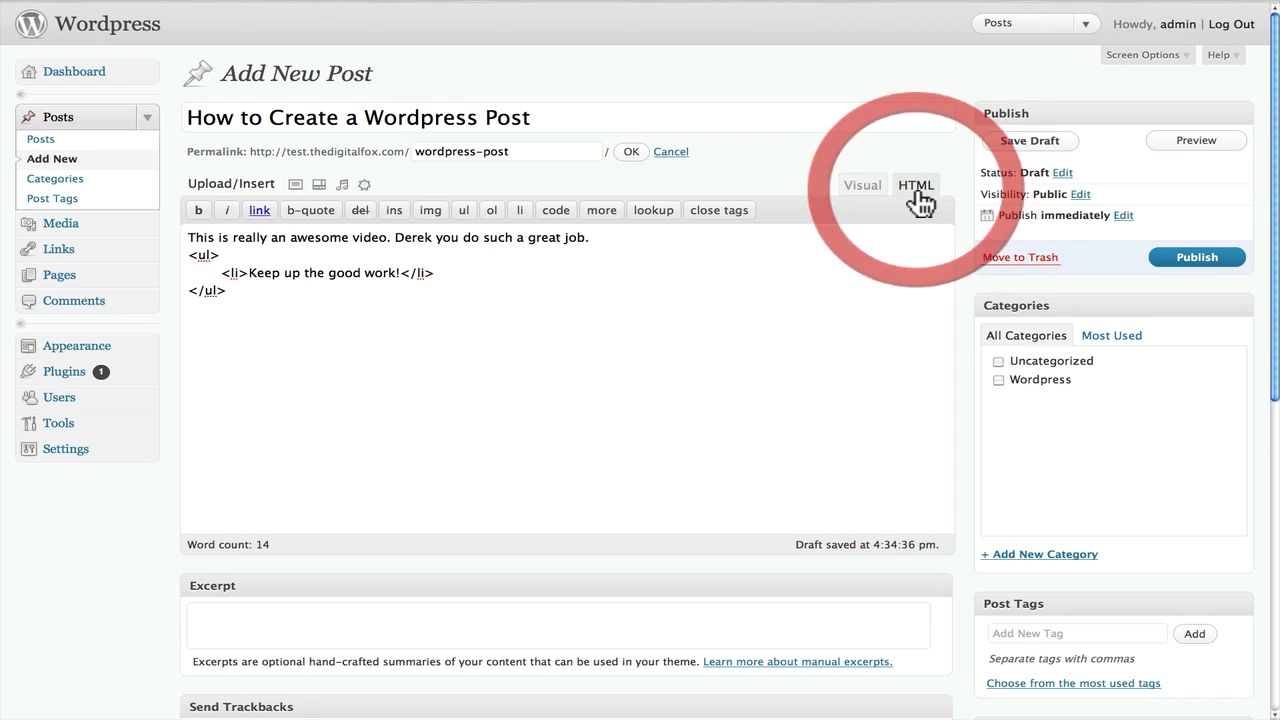 Wordpress
Posts
Howdy, admin | Log Out
Screen Options
Help
Dashboard
Posts
Posts
Add New
Categories
Post Tags
Media
Links
Pages
Comments
Appearance
Plugins 1
Users
Tools
Settings
Add New Post
How to Create a Wordpress Post
Permalink: http://test.thedigitalfox.com/ wordpress-post / OK Cancel
Upload/Insert
Visual HTML
b i link b-quote del ins img ul ol li code more lookup close tags
This is really an awesome video. Derek you do such a great job.
<ul>
<li>Keep up the good work!</li>
</ul>
Word count: 14
Draft saved at 4:34:36 pm.
Excerpt
Excerpts are optional hand-crafted summaries of your content that can be used in your theme. Learn more about manual excerpts.
Send Trackbacks
Publish
Save Draft
Preview
Status: Draft Edit
Visibility: Public Edit
Publish immediately Edit
Move to Trash
Publish
Categories
All Categories
Most Used
Uncategorized
Wordpress
+ Add New Category
Post Tags
Add New Tag
Add
Separate tags with commas
Choose from the most used tags